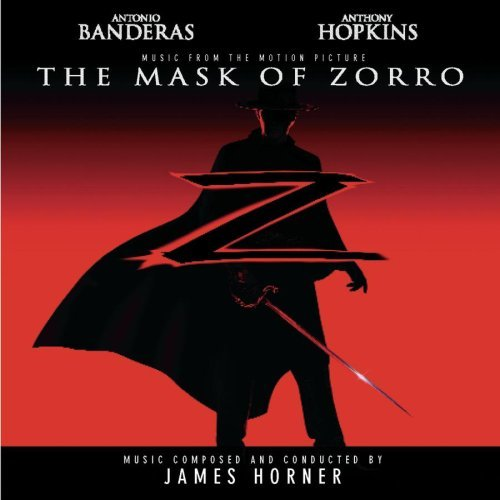 ANTONIO
BANDERAS
ANTHONY
HOPKINS
MUSIC FROM THE MOTION PICTURE
THE MASK OF ZORRO
Z
MUSIC COMPOSED AND CONDUCTED BY
JAMES HORNER